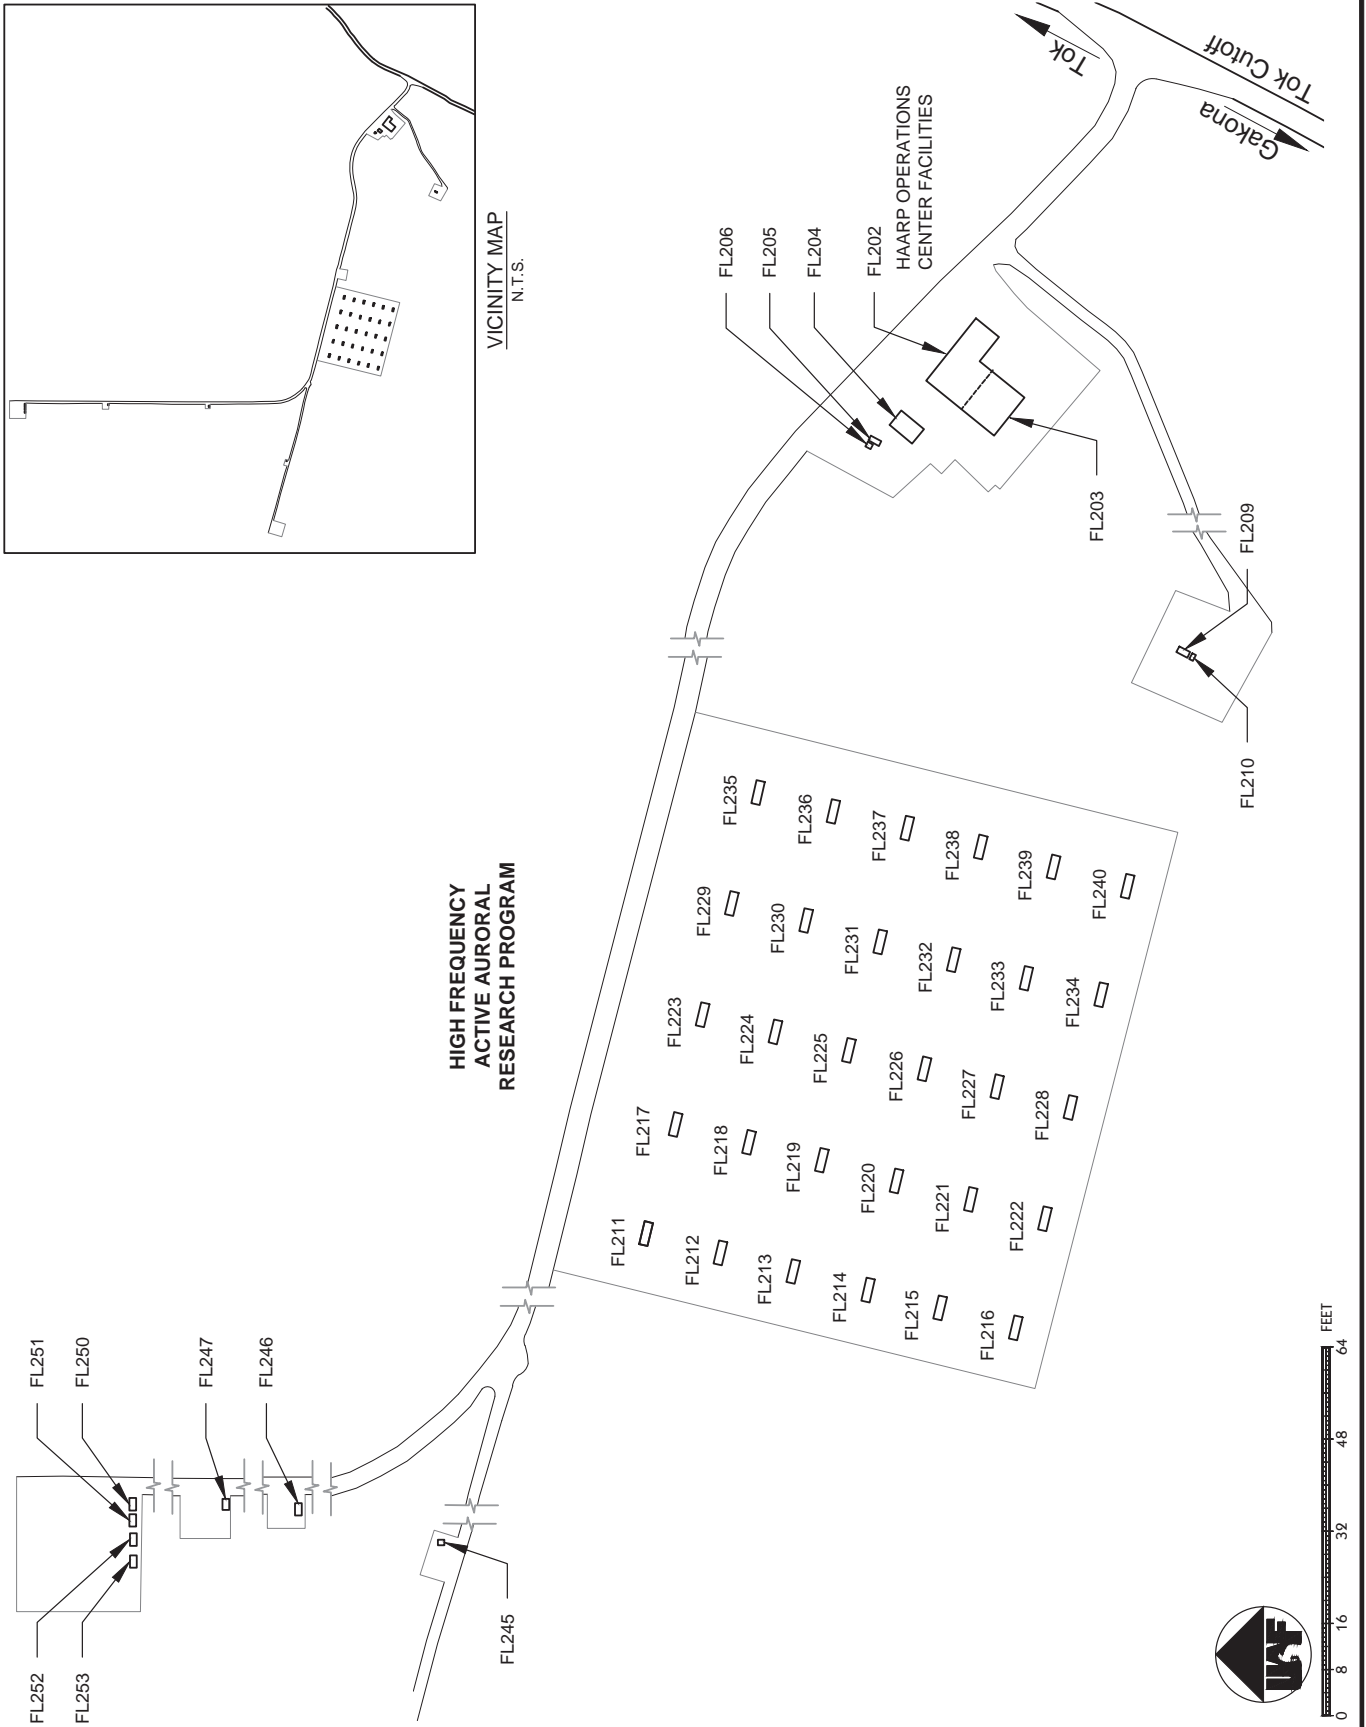 VICINITY MAP
N.T.S.
Tok
Tok Cutoff
Gakona
FL206
FL205
FL204
FL202
HAARP OPERATIONS
CENTER FACILITIES
FL203
FL209
FL210
HIGH FREQUENCY
ACTIVE AURORAL
RESEARCH PROGRAM
FL235
FL236
FL237
FL238
FL239
FL240
FL229
FL230
FL231
FL232
FL233
FL234
FL223
FL224
FL225
FL226
FL227
FL228
FL217
FL218
FL219
FL220
FL221
FL222
FL211
FL212
FL213
FL214
FL215
FL216
FL251
FL250
FL247
FL246
FL252
FL253
FL245
UAF
0 8 16 32 48 64 FEET